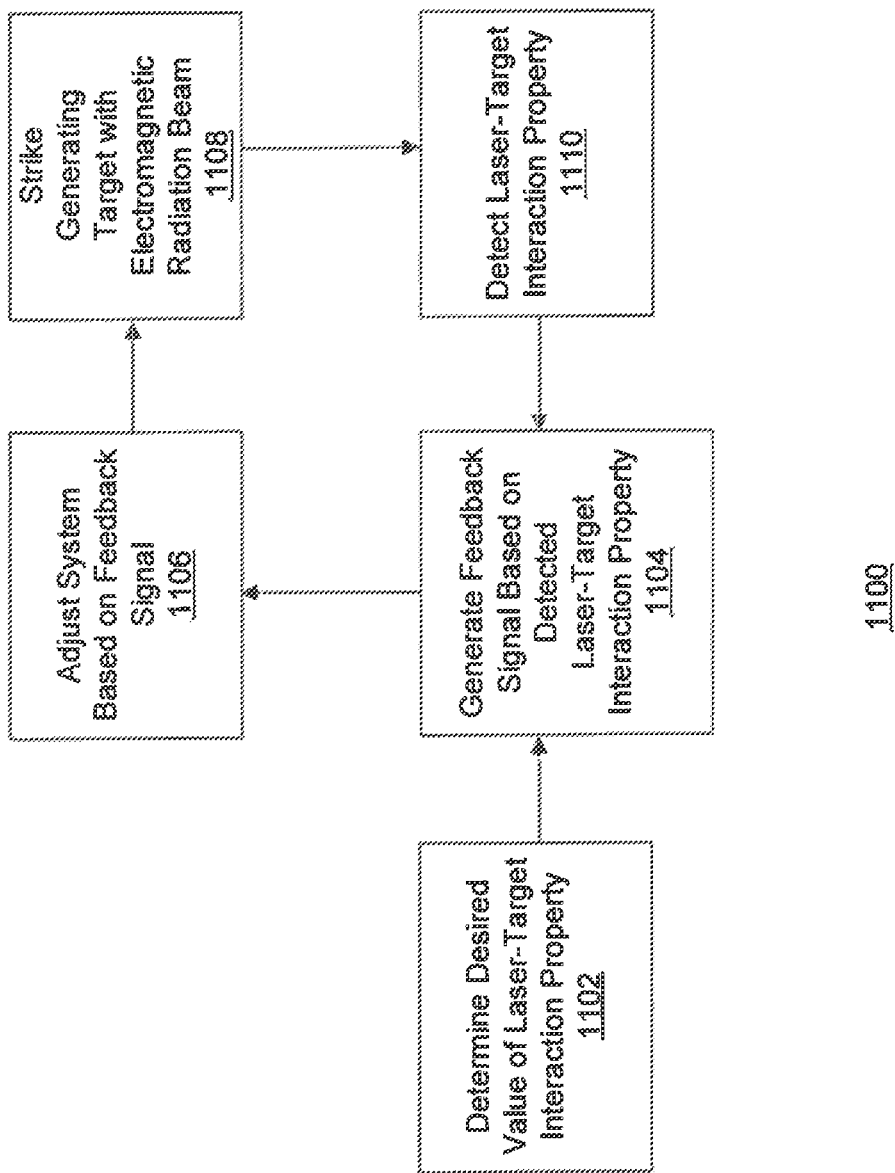 Determine Desired
Value of Laser-Target
Interaction Property
1102
Generate Feedback
Signal Based on
Detected
Laser-Target
Interaction Property
1104
Adjust System
Based on Feedback
Signal
1106
Strike
Generating
Target with
Electromagnetic
Radiation Beam
1108
Detect Laser-Target
Interaction Property
1110
1100